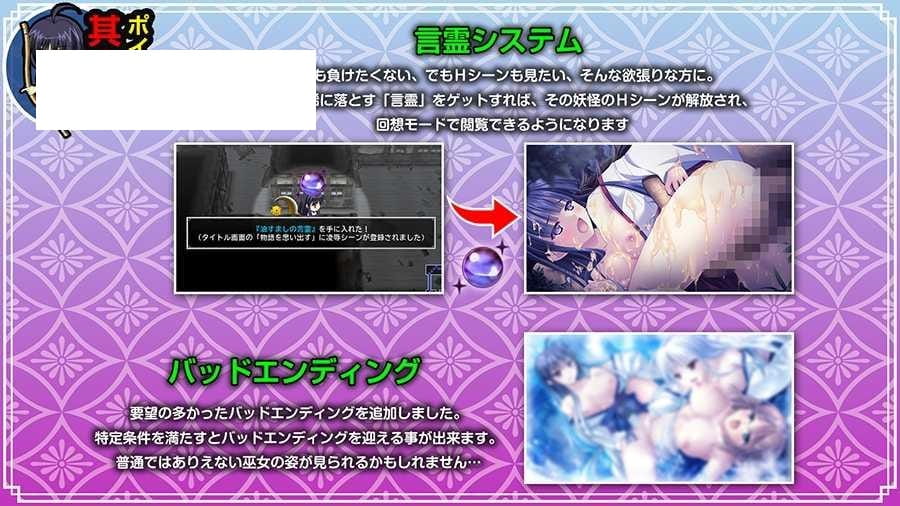 其
ポイ
言霊システム
も負けたくない、でもHシーンも見たい、そんな欲張りな方に。
に落とす「言霊」をゲットすれば、その妖怪のHシーンが解放され、
回想モードで閲覧できるようになります
『油すましの言霊』を手に入れた！
(タイトル画面の「物語を思い出す」に凌辱シーンが登録されました)
バッドエンディング
要望の多かったバッドエンディングを追加しました。
特定条件を満たすとバッドエンディングを迎える事が出来ます。
普通ではありえない巫女の姿が見られるかもしれません…